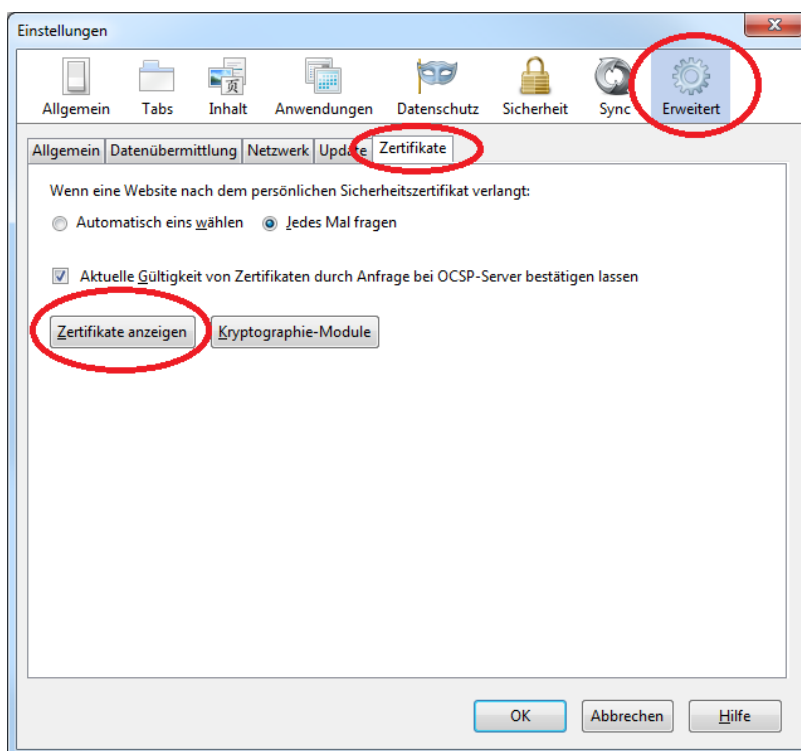 Einstellungen
Allgemein Tabs Inhalt Anwendungen Datenschutz Sicherheit Sync Erweitert
Allgemein Datenübermittlung Netzwerk Update Zertifikate
Wenn eine Website nach dem persönlichen Sicherheitszertifikat verlangt:
Automatisch eins wählen Jedes Mal fragen
Aktuelle Gültigkeit von Zertifikaten durch Anfrage bei OCSP-Server bestätigen lassen
Zertifikate anzeigen Kryptographie-Module
OK Abbrechen Hilfe